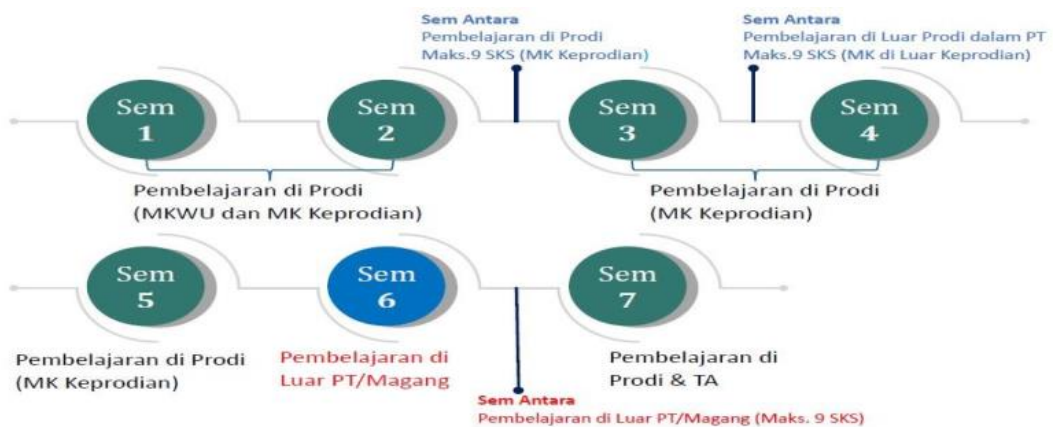 Sem Antara
Pembelajaran di Prodi
Maks.9 SKS (MK Keprodian)
Sem Antara
Pembelajaran di Luar Prodi dalam PT
Maks.9 SKS (MK di Luar Keprodian)
Sem
1
Sem
2
Sem
3
Sem
4
Pembelajaran di Prodi
(MKWU dan MK Keprodian)
Pembelajaran di Prodi
(MK Keprodian)
Sem
5
Sem
6
Sem
7
Pembelajaran di Prodi
(MK Keprodian)
Pembelajaran di
Luar PT/Magang
Pembelajaran di
Prodi & TA
Sem Antara
Pembelajaran di Luar PT/Magang (Maks. 9 SKS)